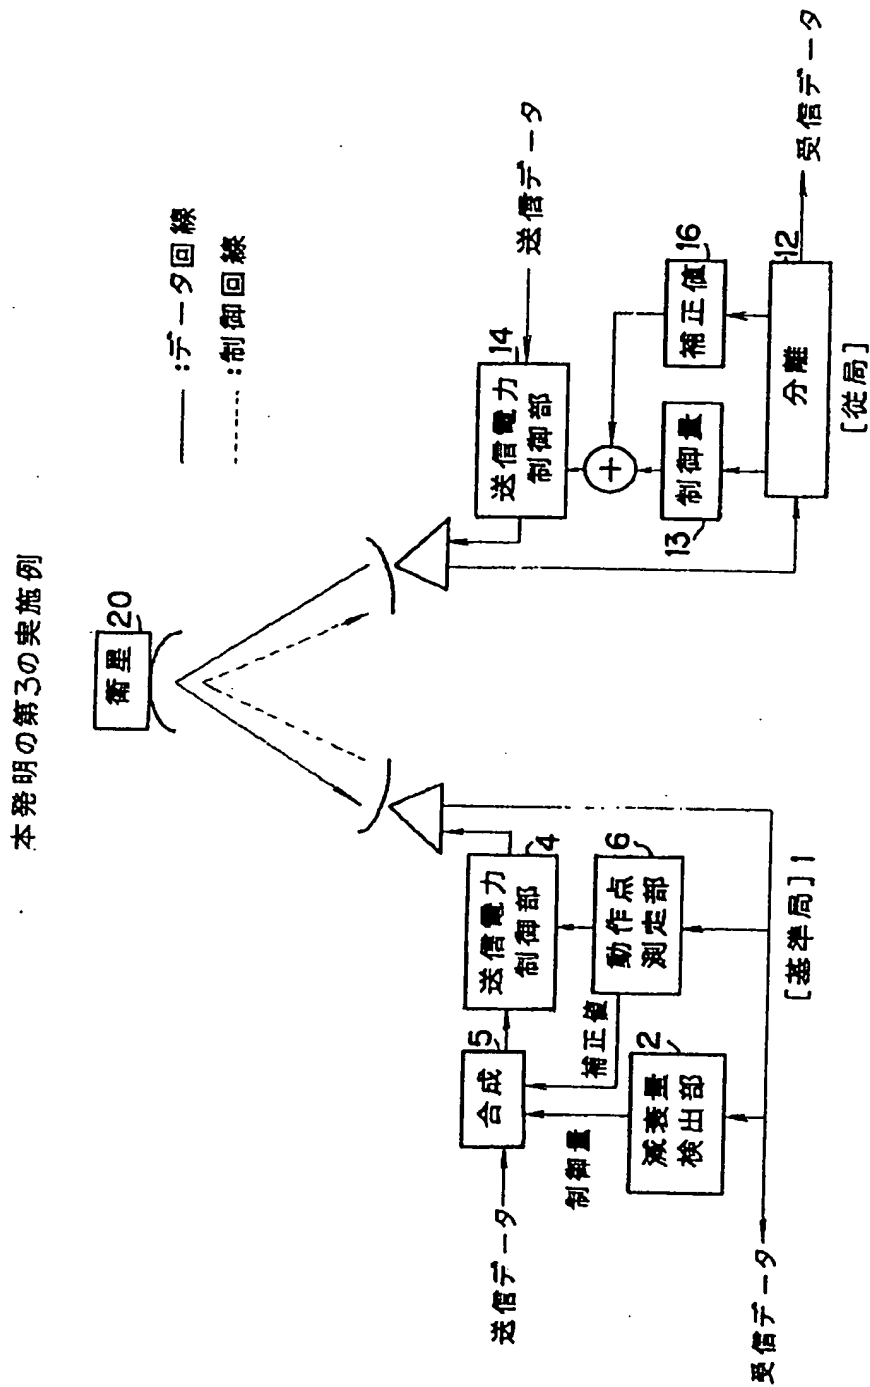 本発明の第3の実施例
衛星
20
——:データ回線
-----:制御回線
送信データ
合成
5
送信電力
制御部
4
制御量
補正値
減衰量
検出部
2
動作点
測定部
6
受信データ
[基準局]1
送信電力
制御部
14
送信データ
+
制御量
13
補正値
16
分離
12
受信データ
[従局]